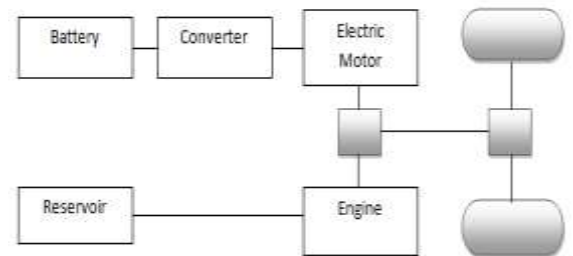 Battery
Converter
Electric
Motor
Reservoir
Engine